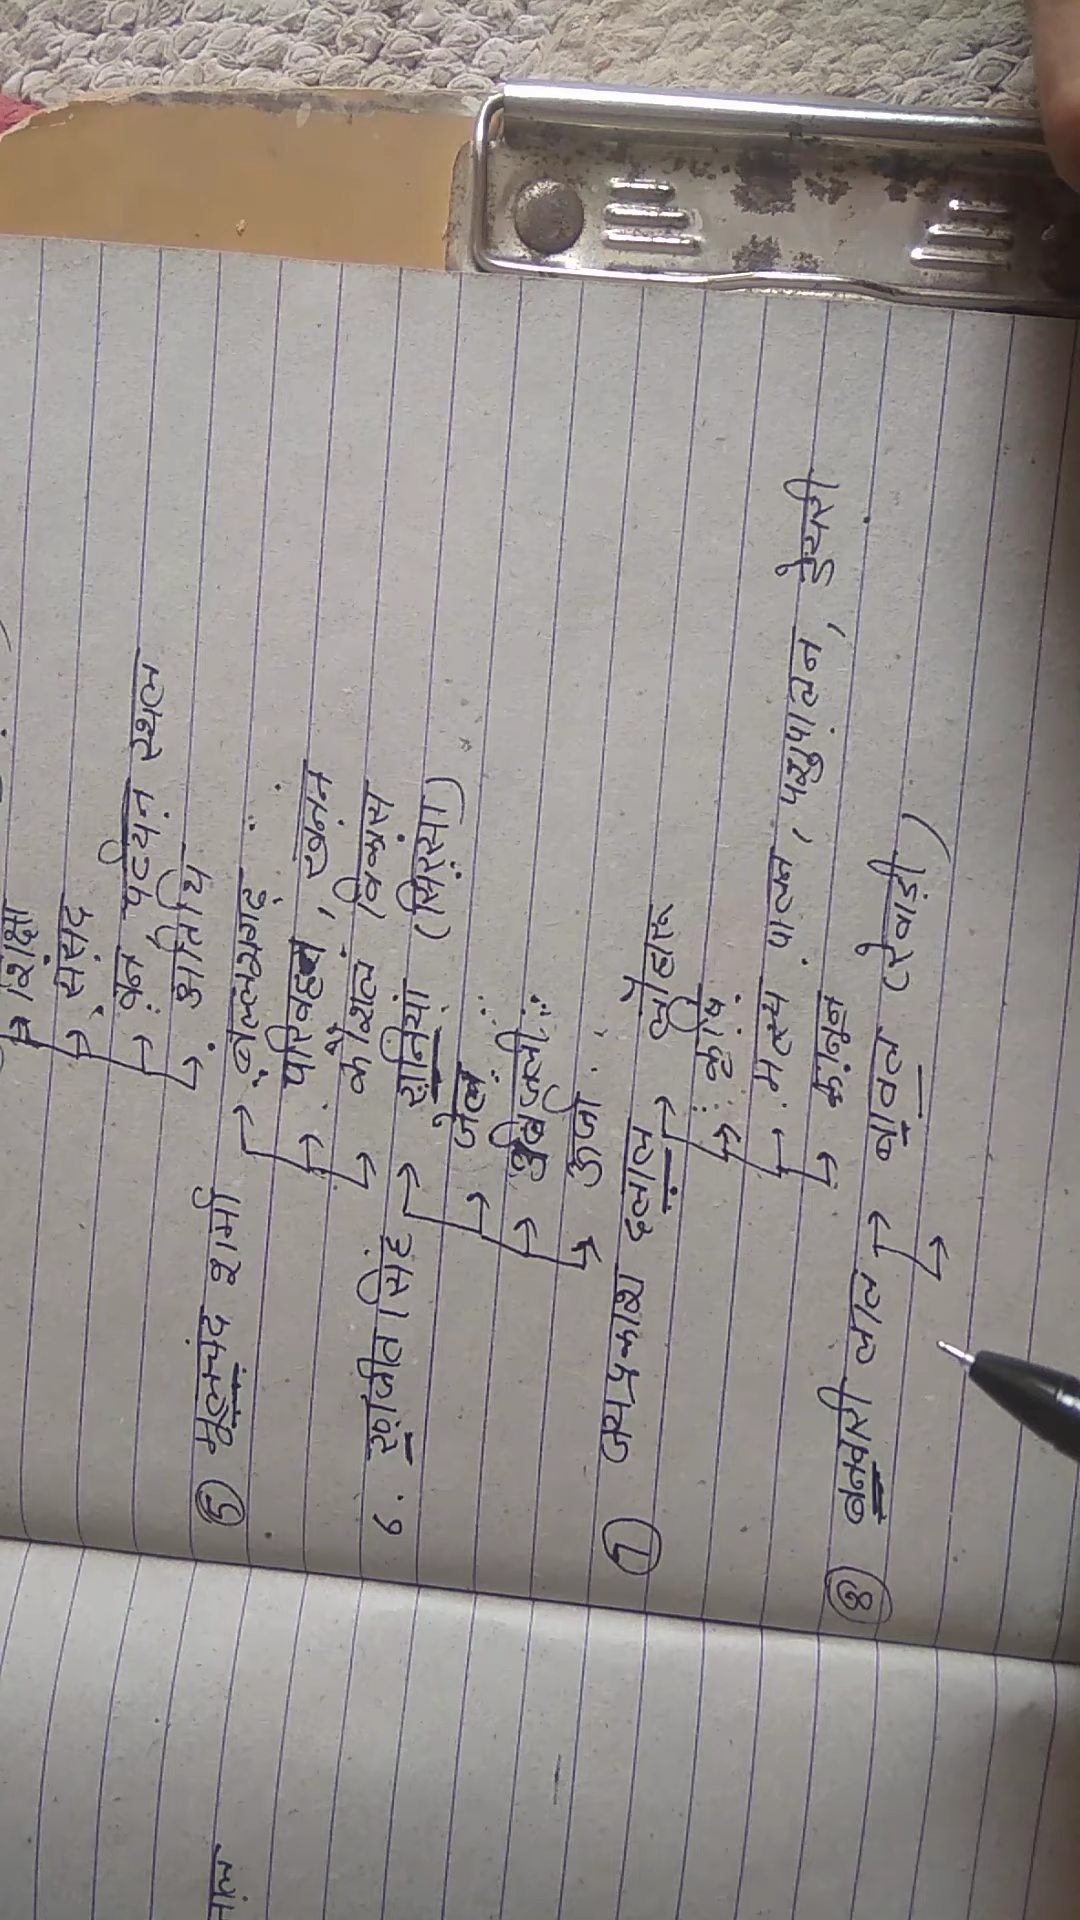 शिक्षा
संसद
वन पर्यटन स्थल
अतिथि
⑤ मूलचंद शर्मा → बल्लभगढ़
परिवहन, खनन
कौशल विकास
6. रणजीत सिंह → रानियां (सिरसा)
जेल
बिजली
ऊर्जा
⑦ जयप्रकाश दलाल → लोहारू
कृषि
मत्स्य पालन, पशुपालन, डेयरी
कानून
⑧ बनवारी लाल → बावल (रेवाड़ी)